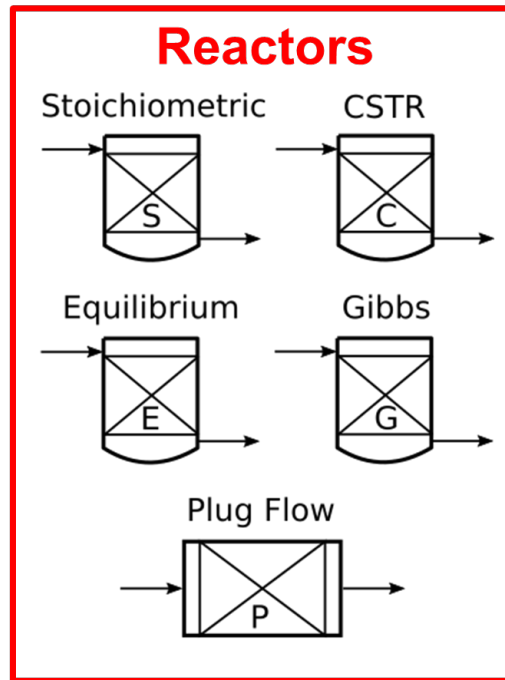 Reactors
Stoichiometric CSTR
S C
Equilibrium Gibbs
E G
Plug Flow
P